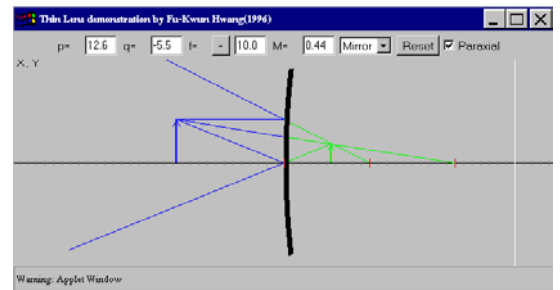 Thin Lens demonstration by Fu-Kwun Hwang(1996)
p= 12.6 q= -5.5 f= - 10.0 M= 0.44 Mirror Reset Paraxial
X, Y
Warning: Applet Window